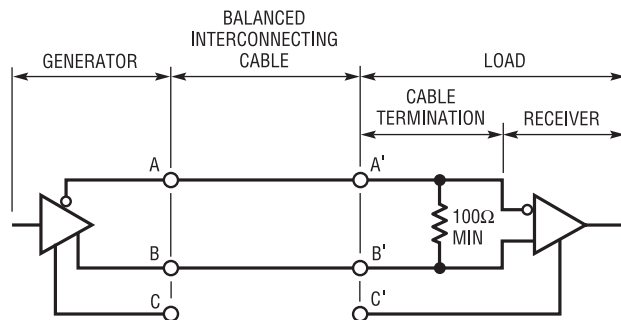 BALANCED
INTERCONNECTING
CABLE
GENERATOR
LOAD
CABLE
TERMINATION
RECEIVER
A
A'
100Ω
MIN
B
B'
C
C'